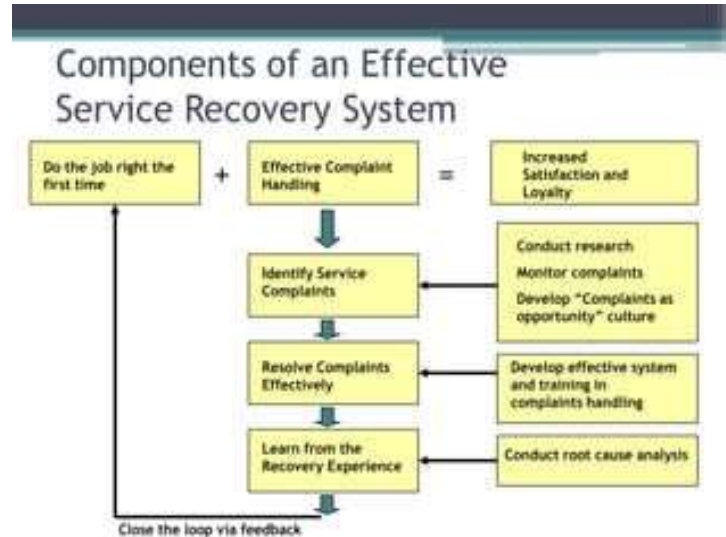 Components of an Effective
Service Recovery System
Do the job right the
first time
+
Effective Complaint
Handling
=
Increased
Satisfaction and
Loyalty
Identify Service
Complaints
Conduct research
Monitor complaints
Develop "Complaints as
opportunity" culture
Resolve Complaints
Effectively
Develop effective system
and training in
complaints handling
Learn from the
Recovery Experience
Conduct root cause analysis
Close the loop via feedback